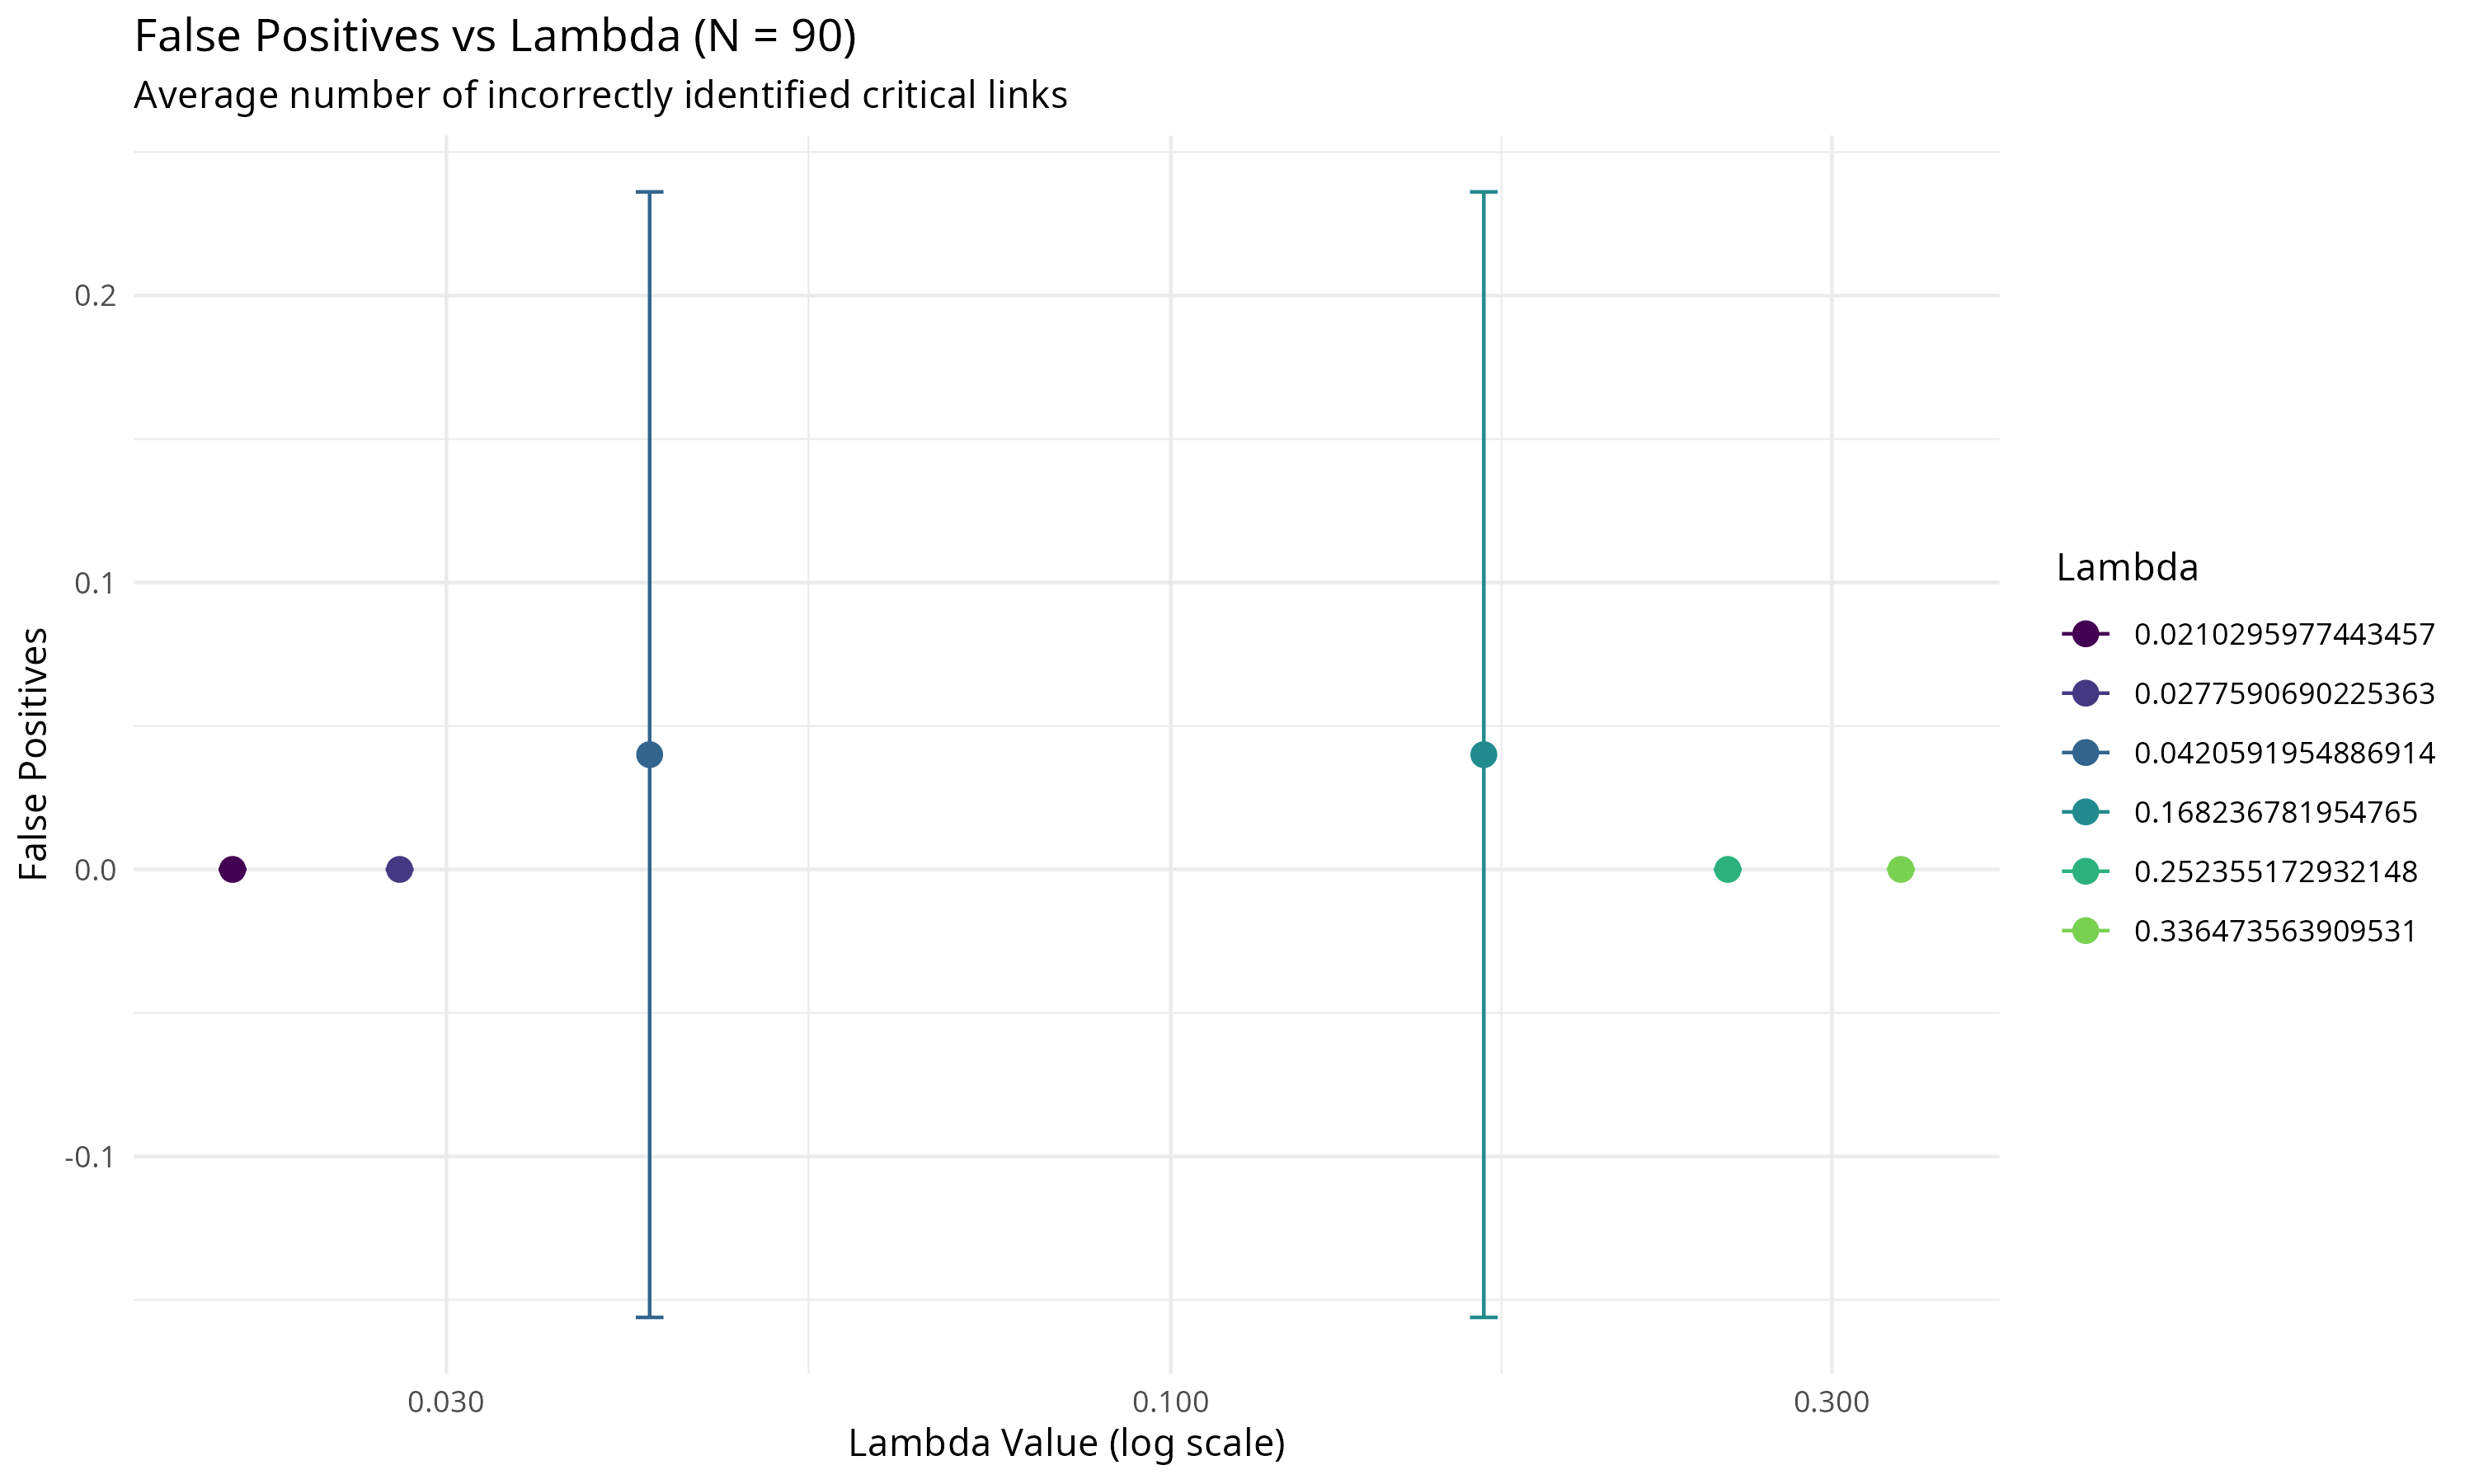 False Positives vs Lambda (N = 90)
Average number of incorrectly identified critical links
False Positives
0.2
0.1
0.0
-0.1
0.030
0.100
0.300
Lambda Value (log scale)
Lambda
0.0210295977443457
0.0277590690225363
0.0420591954886914
0.168236781954765
0.252355172932148
0.336473563909531